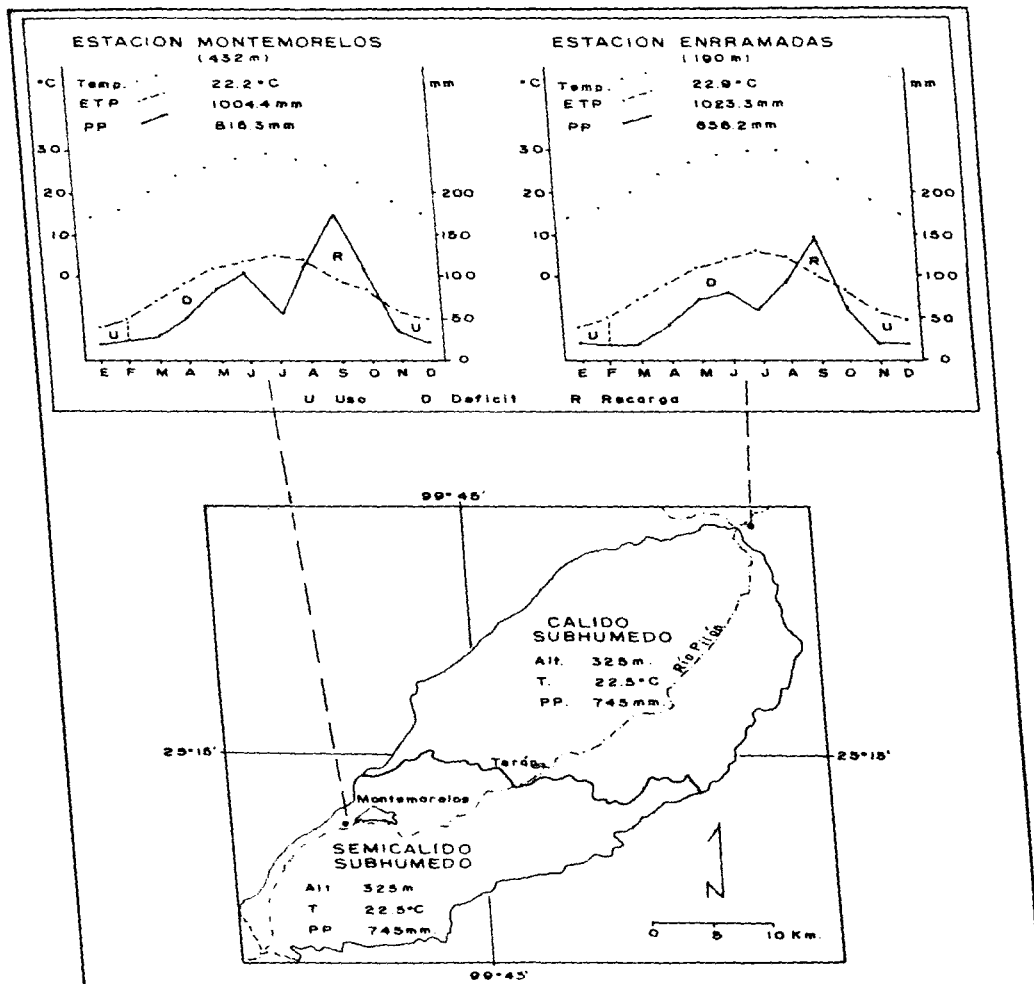 ESTACION MONTEMORELOS
(432 m)
°C
mm
Temp. 22.2°C
ETP 1004.4 mm
PP 816.3 mm
30
20
10
0
200
150
100
50
0
U
D
R
U
E F M A M J J A S O N D
ESTACION ENRRAMADAS
(190 m)
°C
mm
Temp. 22.9°C
ETP 1023.3 mm
PP 656.2 mm
30
20
10
0
200
150
100
50
0
U
D
R
U
E F M A M J J A S O N D
U Uso D Deficit R Recarga
99°45'
CALIDO
SUBHUMEDO
Alt. 325 m.
T. 22.5°C
PP. 745 mm.
Río Pilón
25°15'
25°15'
Terán
Montemorelos
SEMICALIDO
SUBHUMEDO
Alt 325 m
T 22.5°C
PP 745 mm.
N
0 5 10 Km.
99°45'